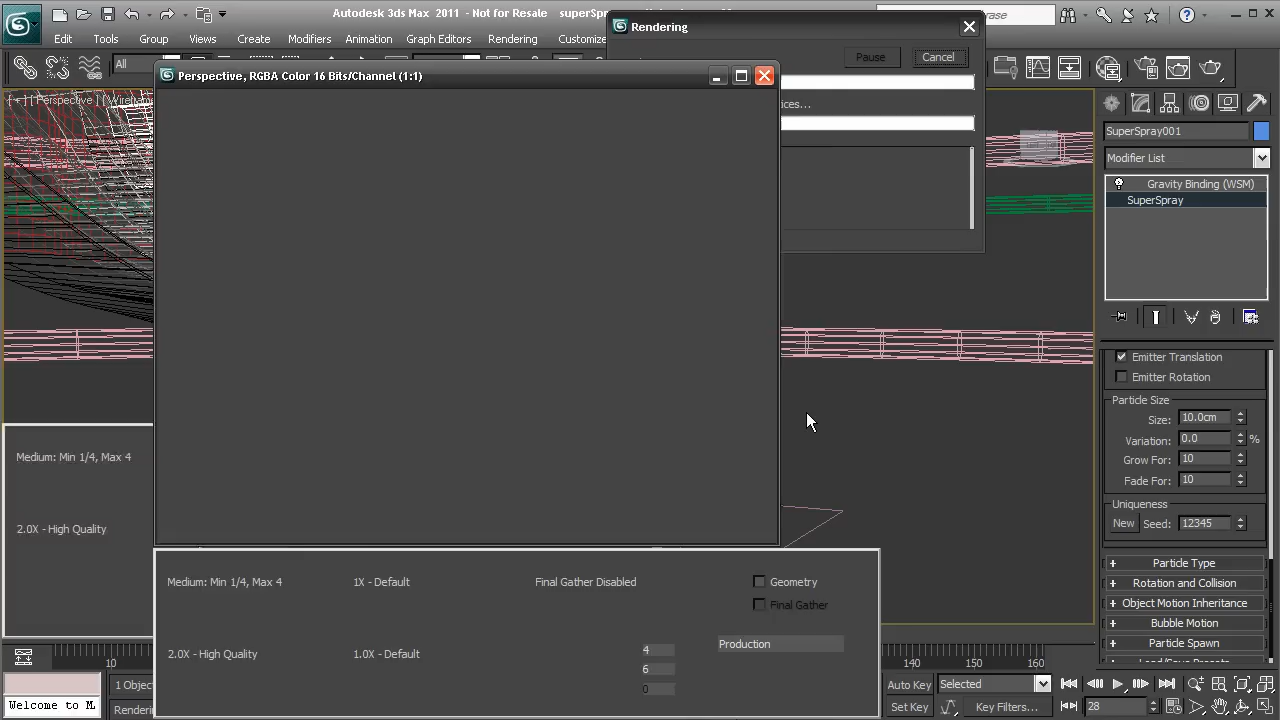 Autodesk 3ds Max 2011 - Not for Resale
Edit Tools Group Views Create Modifiers Animation Graph Editors Rendering
Rendering
Pause Cancel
All
Perspective, RGBA Color 16 Bits/Channel (1:1)
[ + ] [ Perspective ]
SuperSpray001
Modifier List
Gravity Binding (WSM)
SuperSpray
Emitter Translation
Emitter Rotation
Particle Size
Size: 10.0cm
Variation: 0.0 %
Grow For: 10
Fade For: 10
Uniqueness
New Seed: 12345
+ Particle Type
+ Rotation and Collision
+ Object Motion Inheritance
+ Bubble Motion
+ Particle Spawn
Medium: Min 1/4, Max 4
2.0X - High Quality
Medium: Min 1/4, Max 4 1X - Default Final Gather Disabled Geometry
Final Gather
2.0X - High Quality 1.0X - Default 4 Production
6
0
10 140 150 160
Welcome to M.
Auto Key Selected
Set Key Key Filters... 28